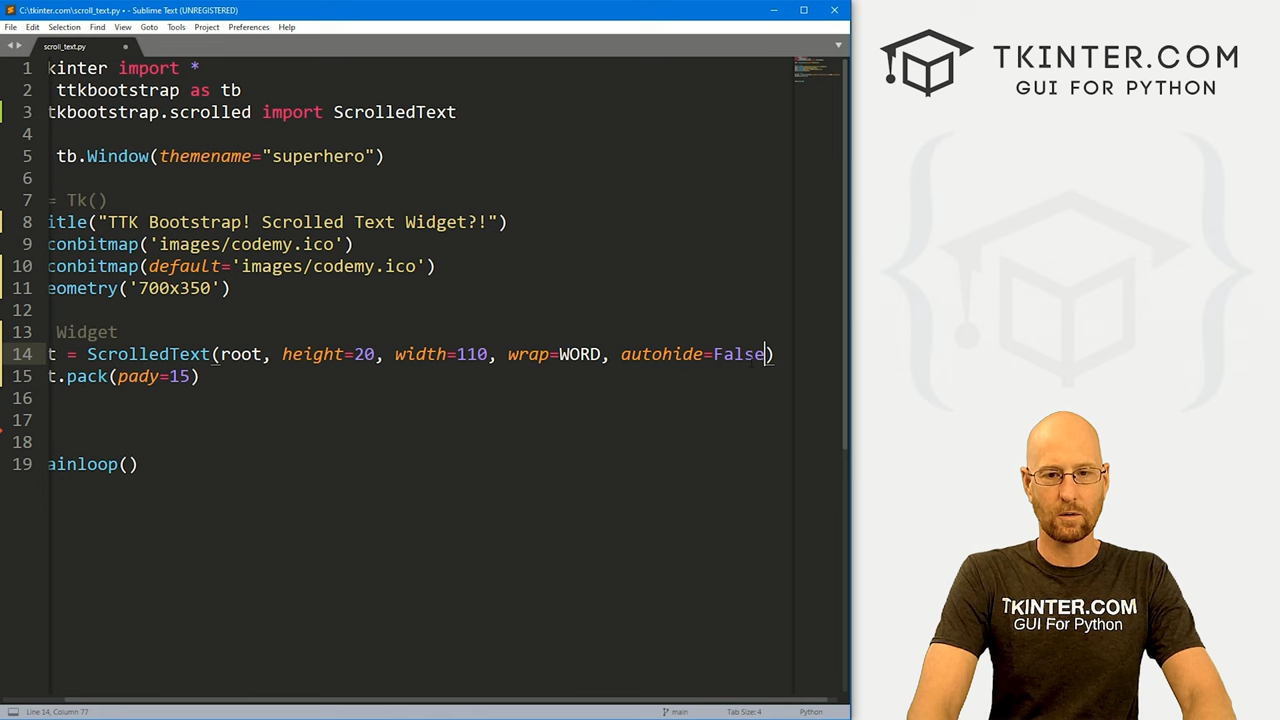 C:\tkinter.com\scroll_text.py • - Sublime Text (UNREGISTERED)
File Edit Selection Find View Goto Tools Project Preferences Help
scroll_text.py
1 kinter import *
2 ttkbootstrap as tb
3 tkbootstrap.scrolled import ScrolledText
4
5 tb.Window(themename="superhero")
6
7 = Tk()
8 itle("TTK Bootstrap! Scrolled Text Widget?!")
9 conbitmap('images/codemy.ico')
10 conbitmap(default='images/codemy.ico')
11 eometry('700x350')
12
13 Widget
14 t = ScrolledText(root, height=20, width=110, wrap=WORD, autohide=False)
15 t.pack(pady=15)
16
17
18
19 ainloop()
Line 14, Column 77
main
Tab Size: 4
Python
TKINTER.COM
GUI FOR PYTHON
TKINTER.COM
GUI For Python